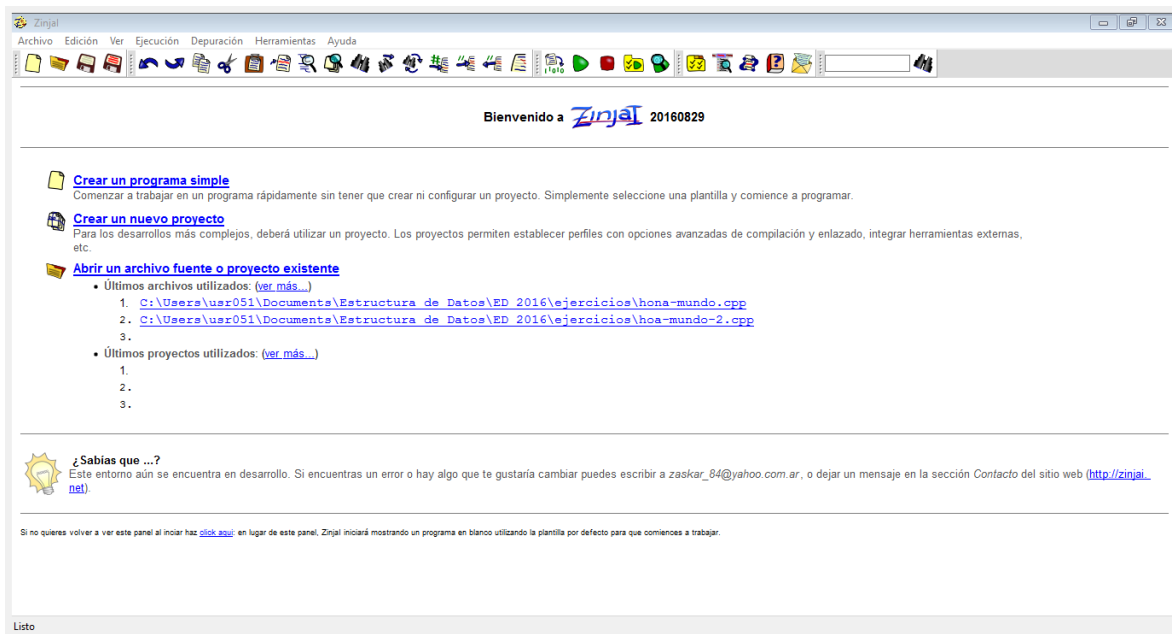 ZinjaI
Archivo Edición Ver Ejecución Depuración Herramientas Ayuda
Bienvenido a ZinjaI 20160829
Crear un programa simple
Comenzar a trabajar en un programa rápidamente sin tener que crear ni configurar un proyecto. Simplemente seleccione una plantilla y comience a programar.
Crear un nuevo proyecto
Para los desarrollos más complejos, deberá utilizar un proyecto. Los proyectos permiten establecer perfiles con opciones avanzadas de compilación y enlazado, integrar herramientas externas,
etc.
Abrir un archivo fuente o proyecto existente
• Últimos archivos utilizados: (ver más...)
1. C:\Users\usr051\Documents\Estructura de Datos\ED 2016\ejercicios\hona-mundo.cpp
2. C:\Users\usr051\Documents\Estructura de Datos\ED 2016\ejercicios\hoa-mundo-2.cpp
3.
• Últimos proyectos utilizados: (ver más...)
1.
2.
3.
¿Sabías que ...?
Este entorno aún se encuentra en desarrollo. Si encuentras un error o hay algo que te gustaría cambiar puedes escribir a zaskar_84@yahoo.com.ar, o dejar un mensaje en la sección Contacto del sitio web (http://zinjai.
net).
Si no quieres volver a ver este panel al inciar haz click aqui: en lugar de este panel, ZinjaI iniciará mostrando un programa en blanco utilizando la plantilla por defecto para que comiences a trabajar.
Listo